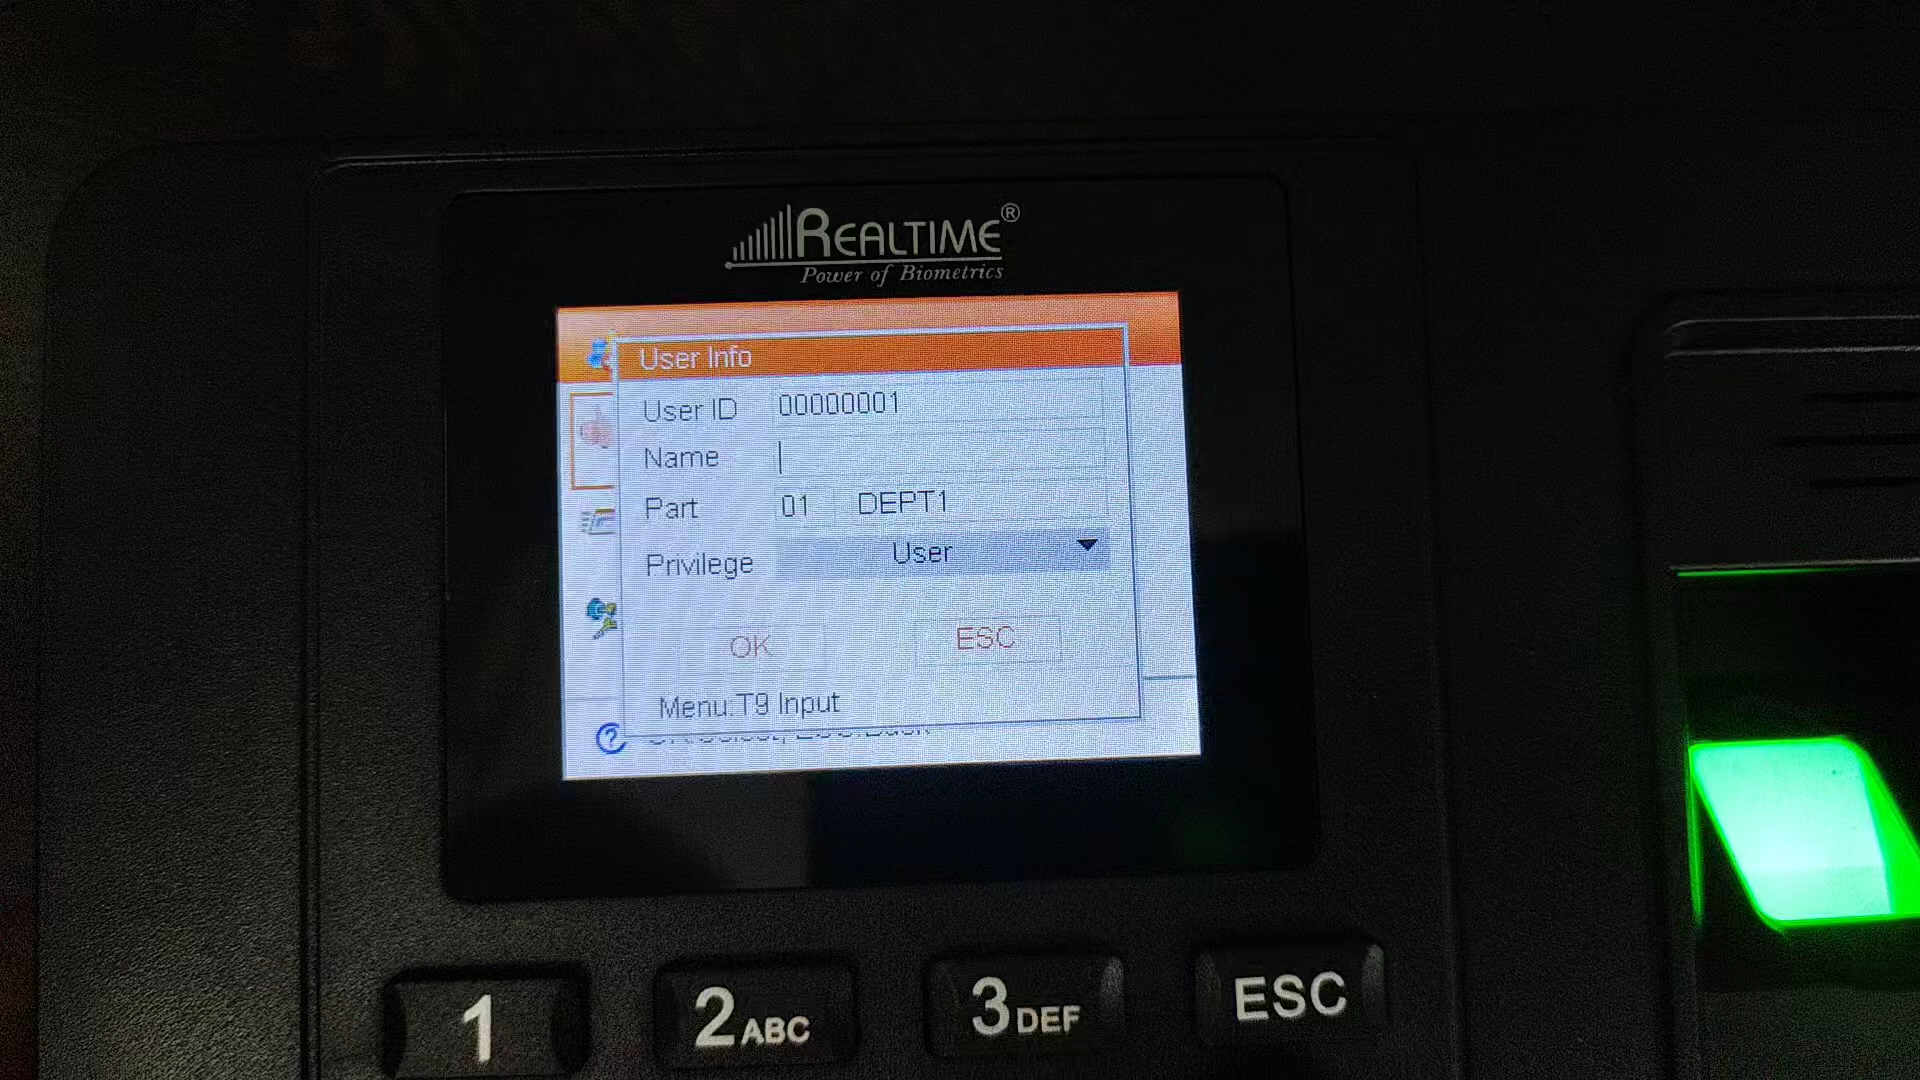 REALTIME®
Power of Biometrics
User Info
User ID 00000001
Name
Part 01 DEPT1
Privilege User
OK ESC
Menu:T9 Input
1 2 ABC 3 DEF ESC